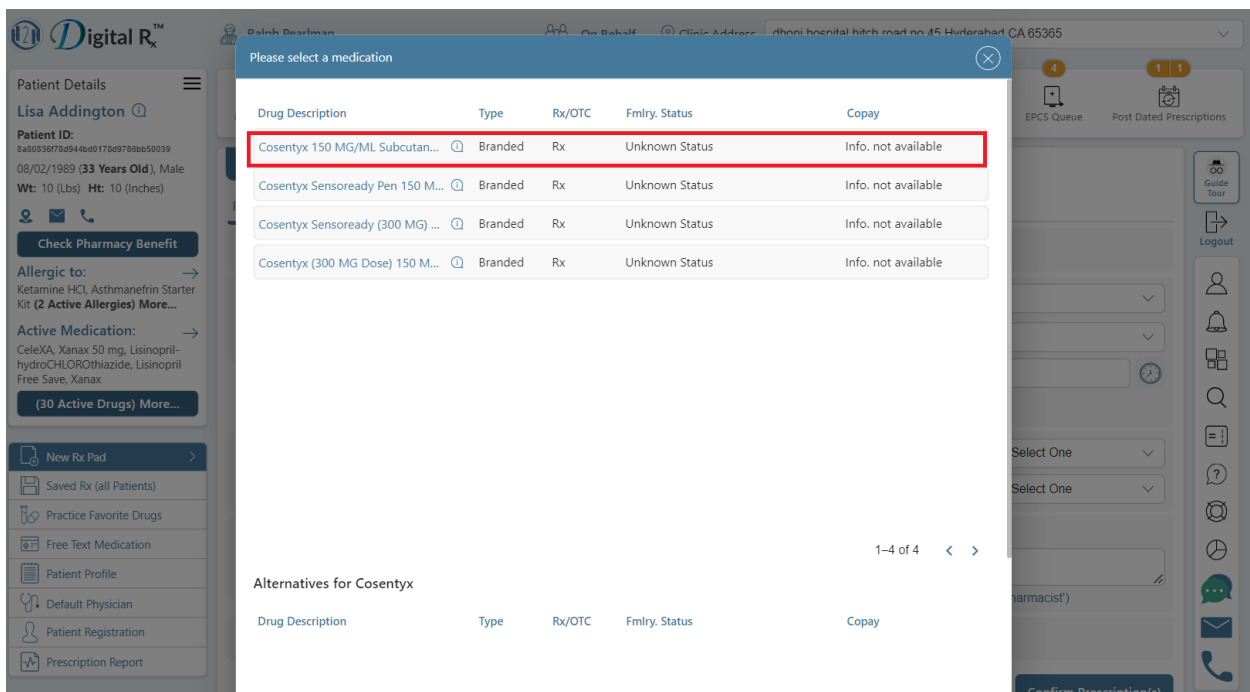 Digital Rx™
Ralph Pearlman
On Behalf
Clinic Address
dhoni hospital hitch road no 45 Hyderabad CA 65365
Patient Details
Lisa Addington
Patient ID:
8a80836f78d944bd0178d9786bb50039
08/02/1989 (33 Years Old), Male
Wt: 10 (Lbs) Ht: 10 (Inches)
Check Pharmacy Benefit
Allergic to:
Ketamine HCl, Asthmanefrin Starter
Kit (2 Active Allergies) More...
Active Medication:
CeleXA, Xanax 50 mg, Lisinopril-
hydroCHLOROthiazide, Lisinopril
Free Save, Xanax
(30 Active Drugs) More...
New Rx Pad
Saved Rx (all Patients)
Practice Favorite Drugs
Free Text Medication
Patient Profile
Default Physician
Patient Registration
Prescription Report
Please select a medication
Drug Description Type Rx/OTC Fmlry. Status Copay
Cosentyx 150 MG/ML Subcutan... Branded Rx Unknown Status Info. not available
Cosentyx Sensoready Pen 150 M... Branded Rx Unknown Status Info. not available
Cosentyx Sensoready (300 MG) ... Branded Rx Unknown Status Info. not available
Cosentyx (300 MG Dose) 150 M... Branded Rx Unknown Status Info. not available
1–4 of 4
Alternatives for Cosentyx
Drug Description Type Rx/OTC Fmlry. Status Copay
4
EPCS Queue
1 1
Post Dated Prescriptions
Select One
Select One
harmacist')
Confirm Prescription(s)
Guide
Tour
Logout